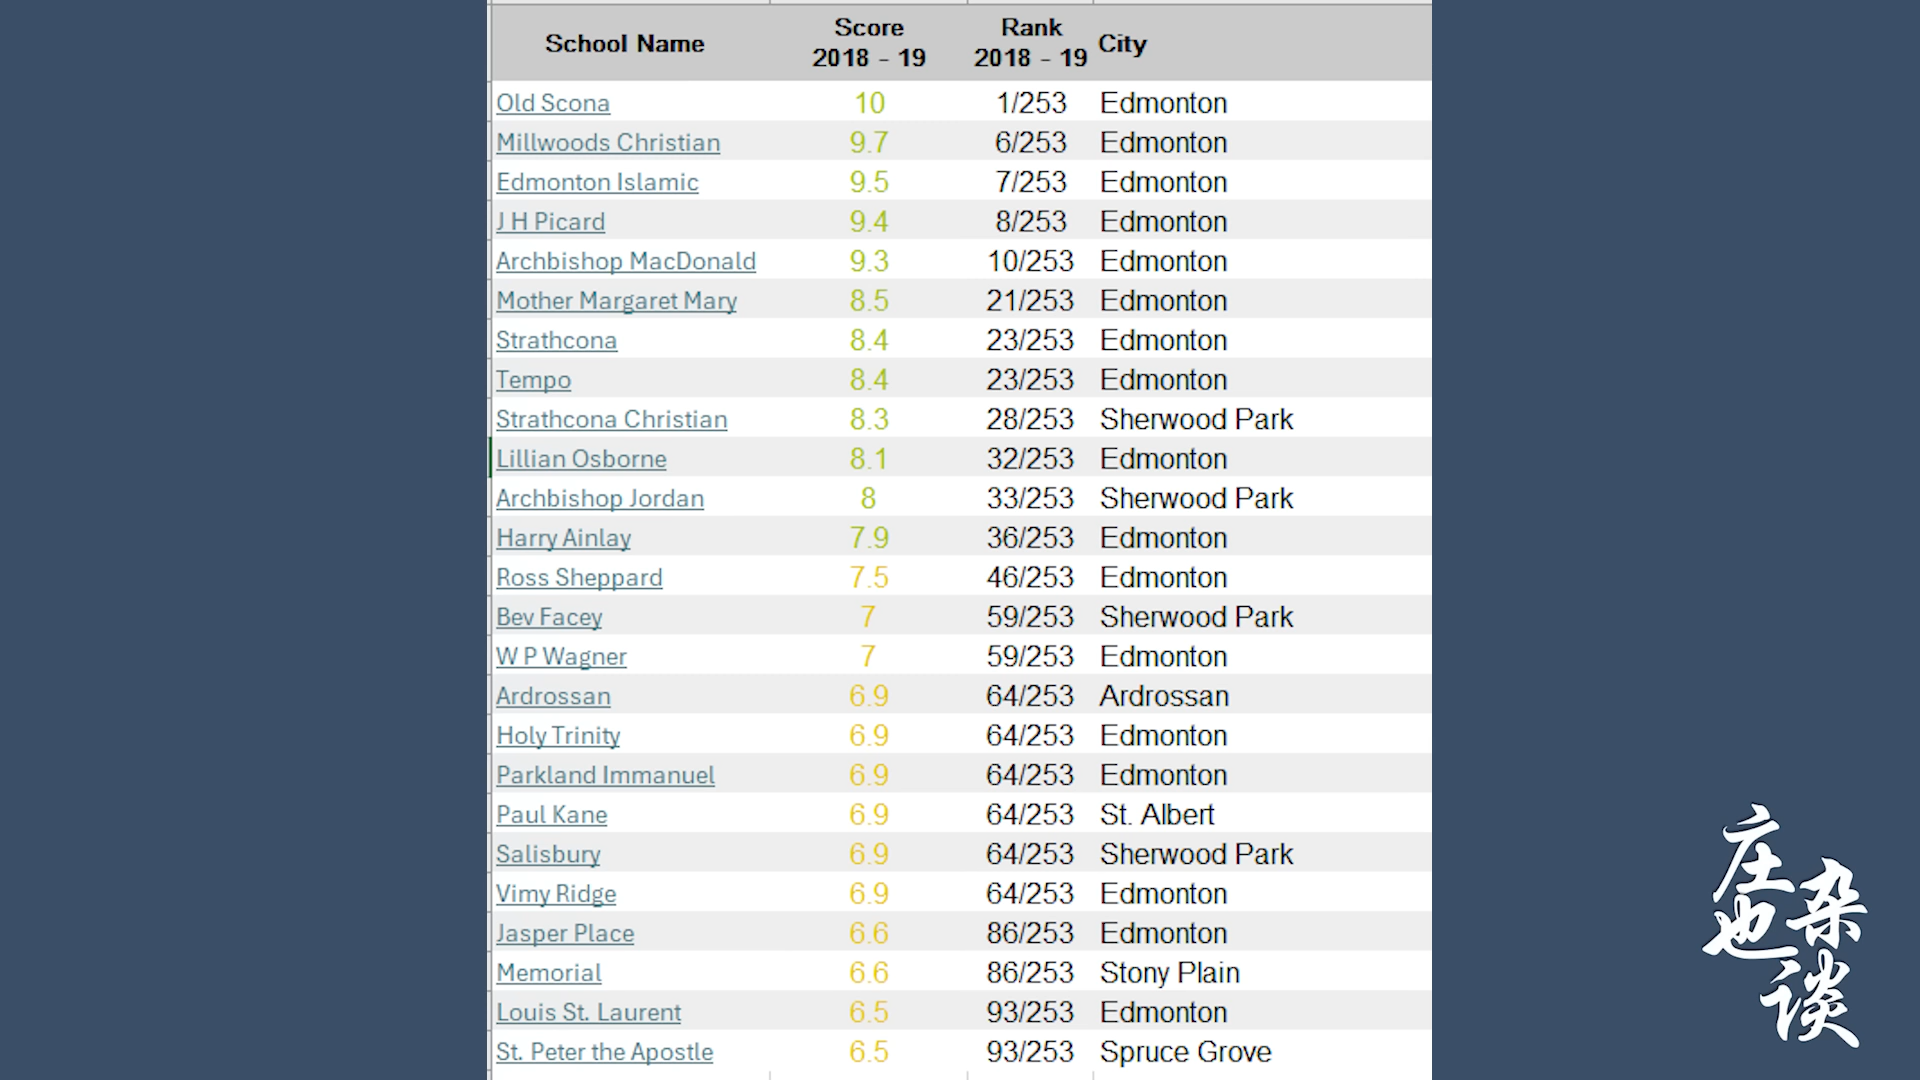 School Name Score 2018 - 19 Rank 2018 - 19 City
Old Scona 10 1/253 Edmonton
Millwoods Christian 9.7 6/253 Edmonton
Edmonton Islamic 9.5 7/253 Edmonton
J H Picard 9.4 8/253 Edmonton
Archbishop MacDonald 9.3 10/253 Edmonton
Mother Margaret Mary 8.5 21/253 Edmonton
Strathcona 8.4 23/253 Edmonton
Tempo 8.4 23/253 Edmonton
Strathcona Christian 8.3 28/253 Sherwood Park
Lillian Osborne 8.1 32/253 Edmonton
Archbishop Jordan 8 33/253 Sherwood Park
Harry Ainlay 7.9 36/253 Edmonton
Ross Sheppard 7.5 46/253 Edmonton
Bev Facey 7 59/253 Sherwood Park
W P Wagner 7 59/253 Edmonton
Ardrossan 6.9 64/253 Ardrossan
Holy Trinity 6.9 64/253 Edmonton
Parkland Immanuel 6.9 64/253 Edmonton
Paul Kane 6.9 64/253 St. Albert
Salisbury 6.9 64/253 Sherwood Park
Vimy Ridge 6.9 64/253 Edmonton
Jasper Place 6.6 86/253 Edmonton
Memorial 6.6 86/253 Stony Plain
Louis St. Laurent 6.5 93/253 Edmonton
St. Peter the Apostle 6.5 93/253 Spruce Grove
庄也
杂谈